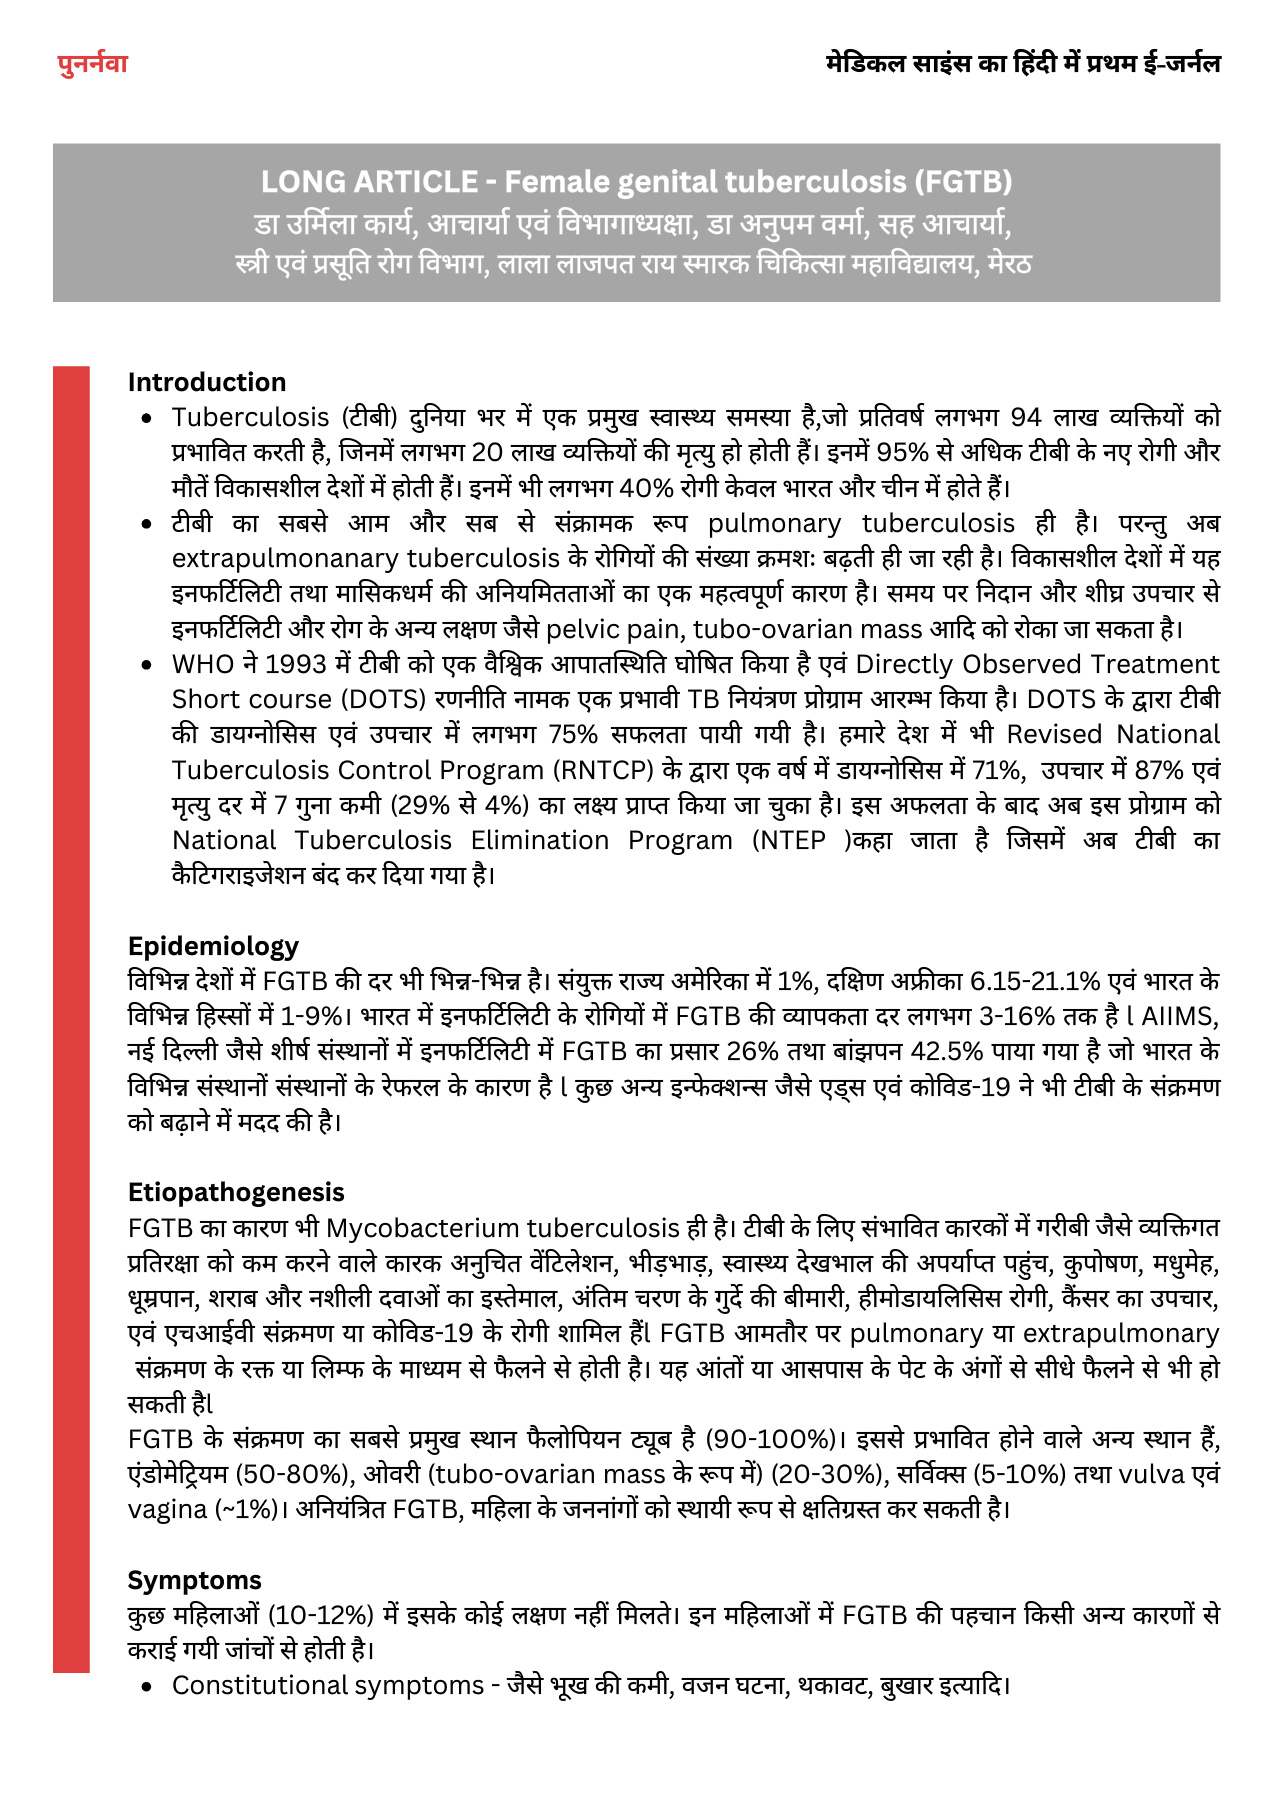 पुनर्नवा
मेडिकल साइंस का हिंदी में प्रथम ई-जर्नल
LONG ARTICLE - Female genital tuberculosis (FGTB)
डा उर्मिला कार्य, आचार्या एवं विभागाध्यक्षा, डा अनुपम वर्मा, सह आचार्या,
स्त्री एवं प्रसूति रोग विभाग, लाला लाजपत राय स्मारक चिकित्सा महाविद्यालय, मेरठ
Introduction
• Tuberculosis (टीबी) दुनिया भर में एक प्रमुख स्वास्थ्य समस्या है,जो प्रतिवर्ष लगभग 94 लाख व्यक्तियों को
प्रभावित करती है, जिनमें लगभग 20 लाख व्यक्तियों की मृत्यु हो होती हैं। इनमें 95% से अधिक टीबी के नए रोगी और
मौतें विकासशील देशों में होती हैं। इनमें भी लगभग 40% रोगी केवल भारत और चीन में होते हैं।
• टीबी का सबसे आम और सब से संक्रामक रूप pulmonary tuberculosis ही है। परन्तु अब
extrapulmonanary tuberculosis के रोगियों की संख्या क्रमशः बढ़ती ही जा रही है। विकासशील देशों में यह
इनफर्टिलिटी तथा मासिकधर्म की अनियमितताओं का एक महत्वपूर्ण कारण है। समय पर निदान और शीघ्र उपचार से
इनफर्टिलिटी और रोग के अन्य लक्षण जैसे pelvic pain, tubo-ovarian mass आदि को रोका जा सकता है।
• WHO ने 1993 में टीबी को एक वैश्विक आपातस्थिति घोषित किया है एवं Directly Observed Treatment
Short course (DOTS) रणनीति नामक एक प्रभावी TB नियंत्रण प्रोग्राम आरम्भ किया है। DOTS के द्वारा टीबी
की डायग्नोसिस एवं उपचार में लगभग 75% सफलता पायी गयी है। हमारे देश में भी Revised National
Tuberculosis Control Program (RNTCP) के द्वारा एक वर्ष में डायग्नोसिस में 71%, उपचार में 87% एवं
मृत्यु दर में 7 गुना कमी (29% से 4%) का लक्ष्य प्राप्त किया जा चुका है। इस अफलता के बाद अब इस प्रोग्राम को
National Tuberculosis Elimination Program (NTEP )कहा जाता है जिसमें अब टीबी का
कैटिगराइजेशन बंद कर दिया गया है।
Epidemiology
विभिन्न देशों में FGTB की दर भी भिन्न-भिन्न है। संयुक्त राज्य अमेरिका में 1%, दक्षिण अफ्रीका 6.15-21.1% एवं भारत के
विभिन्न हिस्सों में 1-9%। भारत में इनफर्टिलिटी के रोगियों में FGTB की व्यापकता दर लगभग 3-16% तक है l AIIMS,
नई दिल्ली जैसे शीर्ष संस्थानों में इनफर्टिलिटी में FGTB का प्रसार 26% तथा बांझपन 42.5% पाया गया है जो भारत के
विभिन्न संस्थानों संस्थानों के रेफरल के कारण है l कुछ अन्य इन्फेक्शन्स जैसे एड्स एवं कोविड-19 ने भी टीबी के संक्रमण
को बढ़ाने में मदद की है।
Etiopathogenesis
FGTB का कारण भी Mycobacterium tuberculosis ही है। टीबी के लिए संभावित कारकों में गरीबी जैसे व्यक्तिगत
प्रतिरक्षा को कम करने वाले कारक अनुचित वेंटिलेशन, भीड़भाड़, स्वास्थ्य देखभाल की अपर्याप्त पहुंच, कुपोषण, मधुमेह,
धूम्रपान, शराब और नशीली दवाओं का इस्तेमाल, अंतिम चरण के गुर्दे की बीमारी, हीमोडायलिसिस रोगी, कैंसर का उपचार,
एवं एचआईवी संक्रमण या कोविड-19 के रोगी शामिल हैंl FGTB आमतौर पर pulmonary या extrapulmonary
संक्रमण के रक्त या लिम्फ के माध्यम से फैलने से होती है। यह आंतों या आसपास के पेट के अंगों से सीधे फैलने से भी हो
सकती हैl
FGTB के संक्रमण का सबसे प्रमुख स्थान फैलोपियन ट्यूब है (90-100%)। इससे प्रभावित होने वाले अन्य स्थान हैं,
एंडोमेट्रियम (50-80%), ओवरी (tubo-ovarian mass के रूप में) (20-30%), सर्विक्स (5-10%) तथा vulva एवं
vagina (~1%)। अनियंत्रित FGTB, महिला के जननांगों को स्थायी रूप से क्षतिग्रस्त कर सकती है।
Symptoms
कुछ महिलाओं (10-12%) में इसके कोई लक्षण नहीं मिलते। इन महिलाओं में FGTB की पहचान किसी अन्य कारणों से
कराई गयी जांचों से होती है।
• Constitutional symptoms - जैसे भूख की कमी, वजन घटना, थकावट, बुखार इत्यादि।